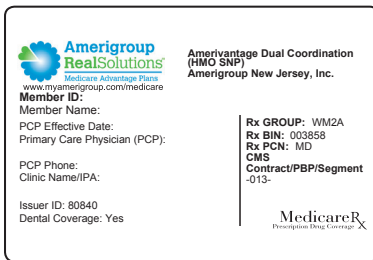 Amerigroup
RealSolutions
Medicare Advantage Plans
www.myamerigroup.com/medicare
Amerivantage Dual Coordination
(HMO SNP)
Amerigroup New Jersey, Inc.
Member ID:
Member Name:
PCP Effective Date:
Primary Care Physician (PCP):
PCP Phone:
Clinic Name/IPA:
Issuer ID: 80840
Dental Coverage: Yes
Rx GROUP: WM2A
Rx BIN: 003858
Rx PCN: MD
CMS
Contract/PBP/Segment
-013-
MedicareRx
Prescription Drug Coverage